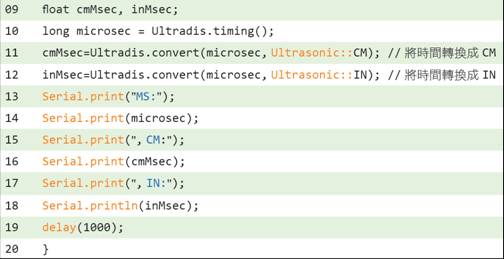 09 float cmMsec, inMsec;
10 long microsec = Ultradis.timing();
11 cmMsec=Ultradis.convert(microsec,Ultrasonic::CM); // 將時間轉換成 CM
12 inMsec=Ultradis.convert(microsec,Ultrasonic::IN); // 將時間轉換成 IN
13 Serial.print("MS:");
14 Serial.print(microsec);
15 Serial.print(", CM:");
16 Serial.print(cmMsec);
17 Serial.print(", IN:");
18 Serial.println(inMsec);
19 delay(1000);
20 }